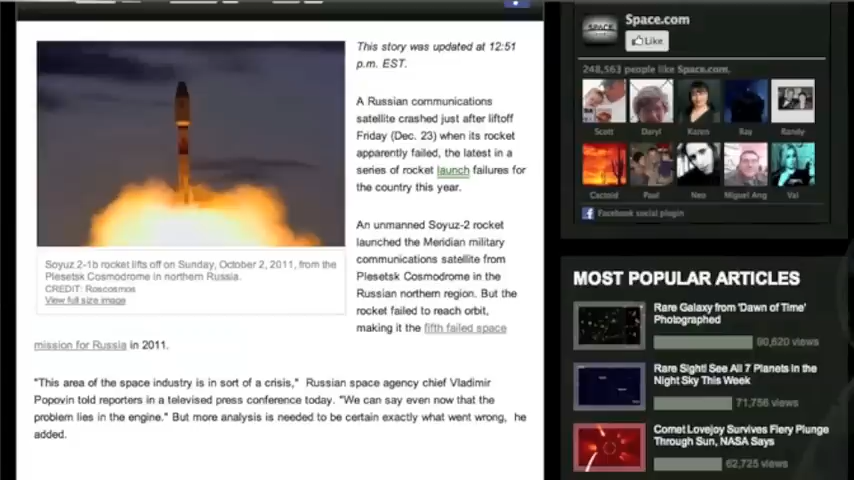 This story was updated at 12:51
p.m. EST.
A Russian communications
satellite crashed just after liftoff
Friday (Dec. 23) when its rocket
apparently failed, the latest in a
series of rocket launch failures for
the country this year.
An unmanned Soyuz-2 rocket
launched the Meridian military
communications satellite from
Plesetsk Cosmodrome in the
Russian northern region. But the
rocket failed to reach orbit,
making it the fifth failed space
mission for Russia in 2011.
Soyuz 2-1b rocket lifts off on Sunday, October 2, 2011, from the
Plesetsk Cosmodrome in northern Russia.
CREDIT: Roscosmos
View full size image
"This area of the space industry is in sort of a crisis," Russian space agency chief Vladimir
Popovin told reporters in a televised press conference today. "We can say even now that the
problem lies in the engine." But more analysis is needed to be certain exactly what went wrong, he
added.
SPACE
Space.com
Like
248,563 people like Space.com.
Scott Daryl Karen Ray Randy
Cactoid Paul Neo Miguel Ang Val
Facebook social plugin
MOST POPULAR ARTICLES
Rare Galaxy from 'Dawn of Time'
Photographed
90,620 views
Rare Sight! See All 7 Planets in the
Night Sky This Week
71,756 views
Comet Lovejoy Survives Fiery Plunge
Through Sun, NASA Says
62,725 views